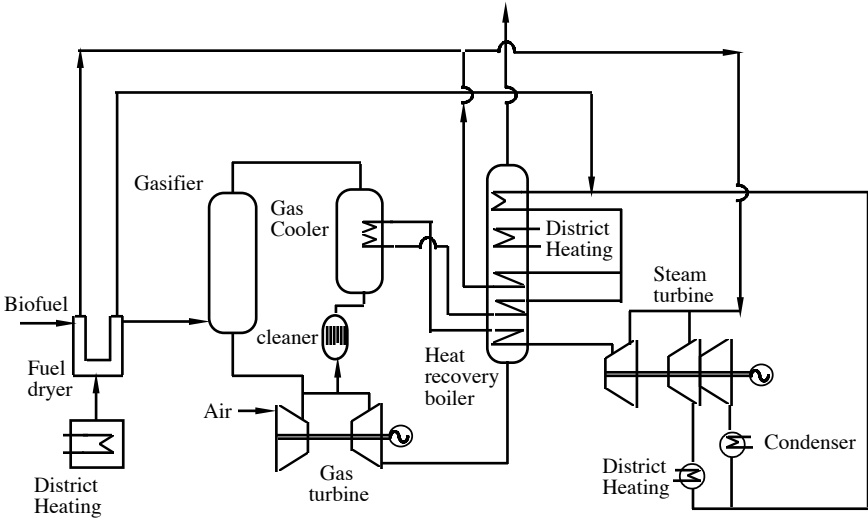 Gasifier
Gas
Cooler
District
Heating
Steam
turbine
Biofuel
cleaner
Heat
recovery
boiler
Fuel
dryer
Air
Gas
turbine
Condenser
District
Heating
District
Heating